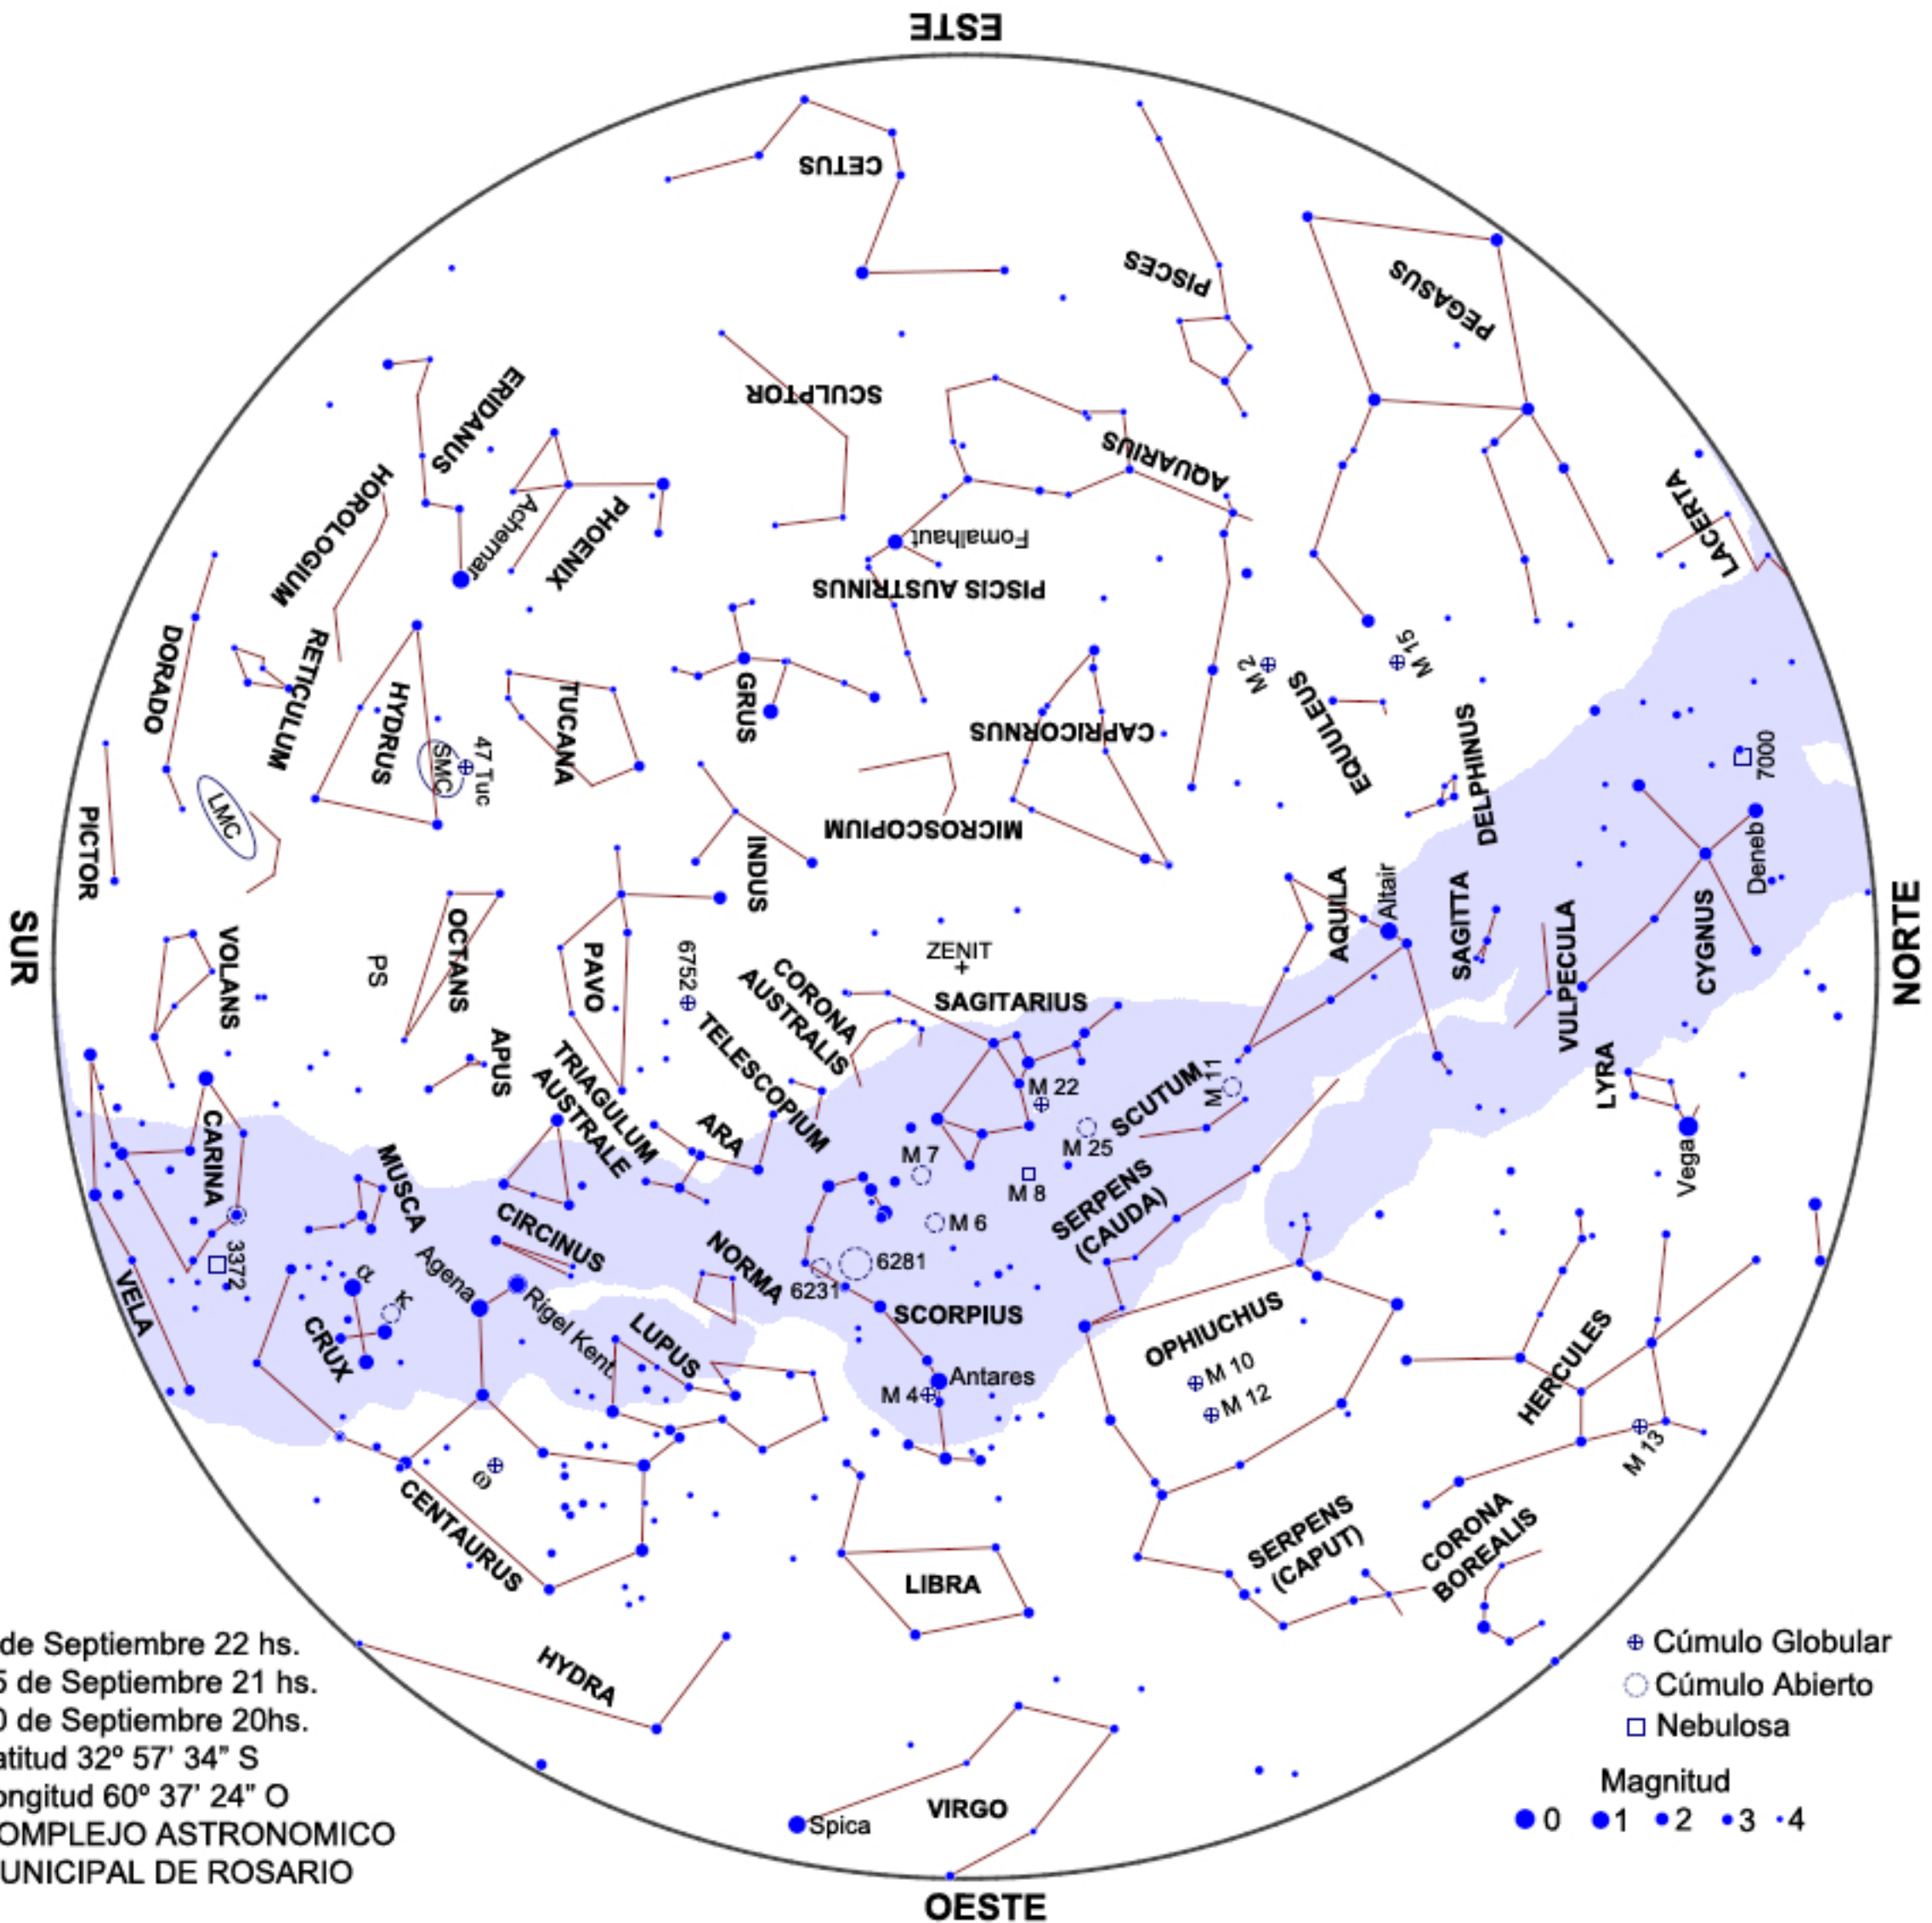 ESTE
CETUS
PISCES
PEGASUS
ERIDANUS
SCULPTOR
AQUARIUS
LACERTA
HOROLOGIUM
Achernar
PHOENIX
Fomalhaut
PISCIS AUSTRINUS
DORADO
RETICULUM
HYDRUS
TUCANA
GRUS
M 2
M 15
EQUULEUS
CAPRICORNUS
DELPHINUS
SMC
47 Tuc
7000
LMC
PICTOR
INDUS
MICROSCOPIUM
Deneb
SUR
VOLANS
PS
OCTANS
PAVO
6752
ZENIT
CORONA
AUSTRALIS
SAGITARIUS
AQUILA
Altair
SAGITTA
VULPECULA
CYGNUS
NORTE
APUS
TRIAGULUM
AUSTRALE
TELESCOPIUM
ARA
M 22
M 25
SCUTUM
M 11
LYRA
Vega
CARINA
MUSCA
M 7
M 8
M 6
SERPENS
(CAUDA)
CIRCINUS
NORMA
6281
6231
SCORPIUS
3372
VELA
α
K
CRUX
Agena
Rigel Kent.
LUPUS
Antares
M 4
OPHIUCHUS
M 10
M 12
HERCULES
M 13
ω
CENTAURUS
SERPENS
(CAPUT)
CORONA
BOREALIS
LIBRA
HYDRA
VIRGO
Spica
OESTE
de Septiembre 22 hs.
5 de Septiembre 21 hs.
0 de Septiembre 20hs.
atitud 32º 57' 34" S
ongitud 60º 37' 24" O
OMPLEJO ASTRONOMICO
UNICIPAL DE ROSARIO
Cúmulo Globular
Cúmulo Abierto
Nebulosa
Magnitud
0 1 2 3 4